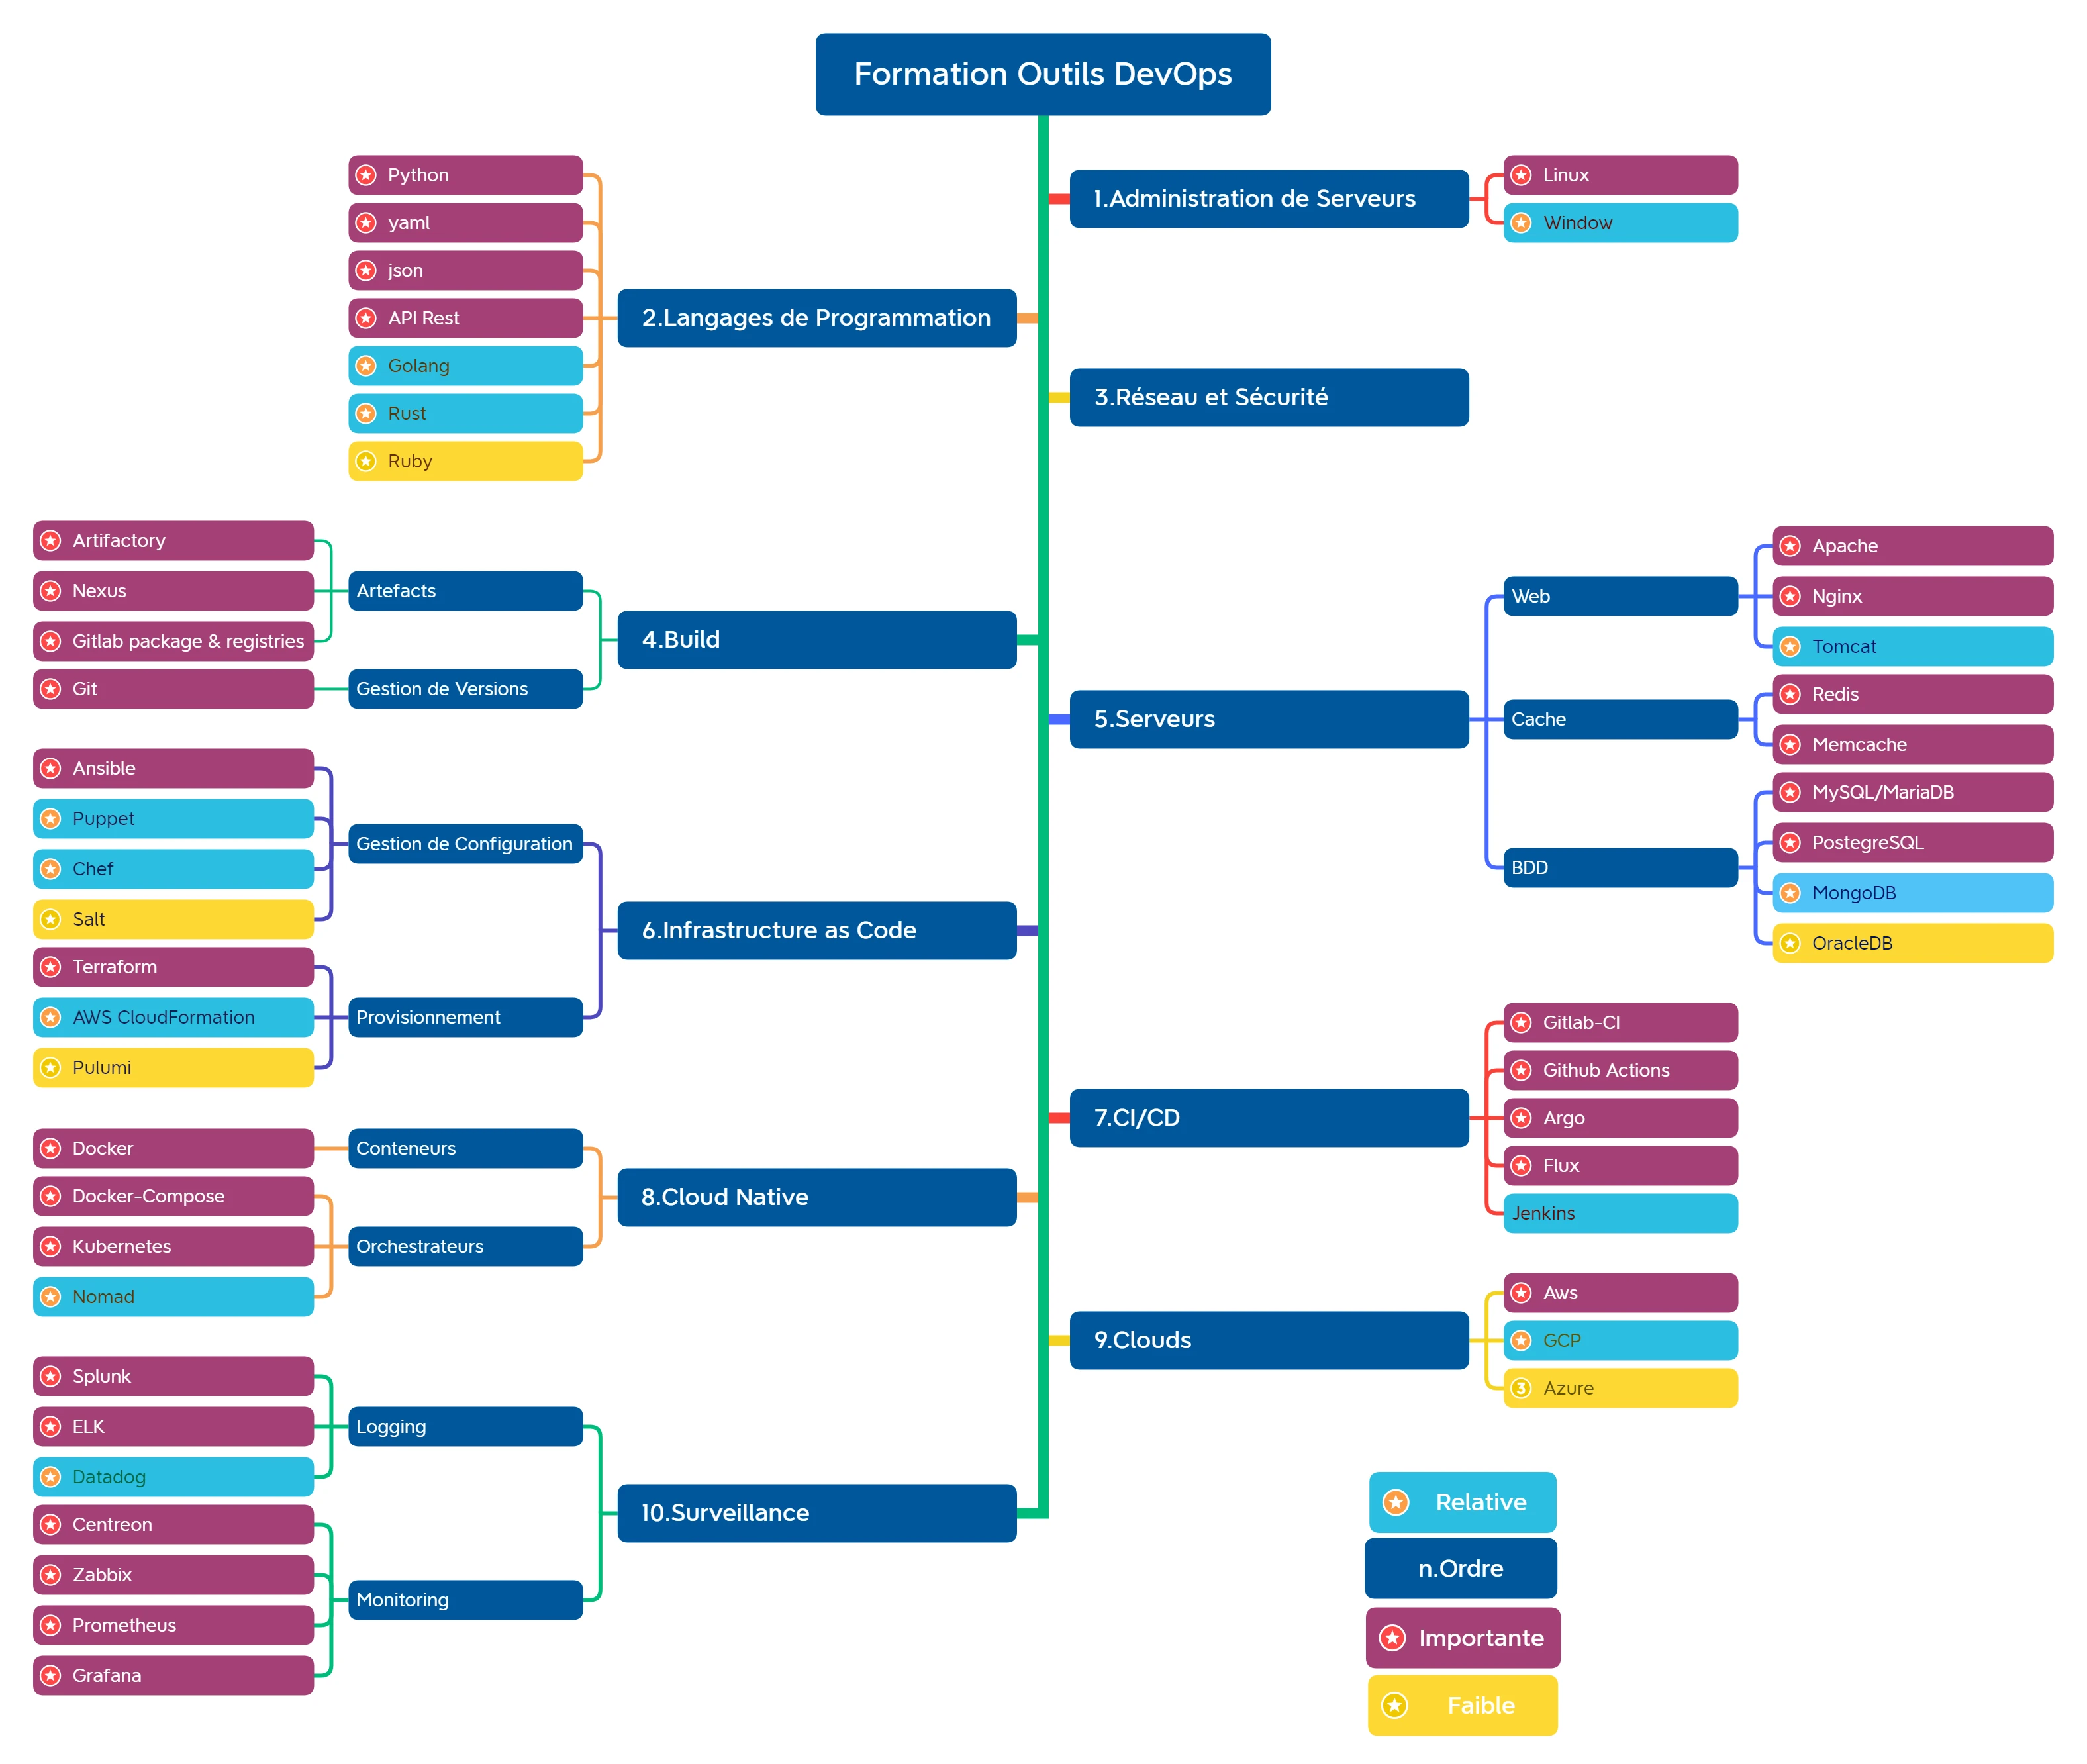 Formation Outils DevOps
1.Administration de Serveurs
Linux
Window
2.Langages de Programmation
Python
yaml
json
API Rest
Golang
Rust
Ruby
3.Réseau et Sécurité
4.Build
Artefacts
Artifactory
Nexus
Gitlab package & registries
Gestion de Versions
Git
5.Serveurs
Web
Apache
Nginx
Tomcat
Cache
Redis
Memcache
BDD
MySQL/MariaDB
PostegreSQL
MongoDB
OracleDB
6.Infrastructure as Code
Gestion de Configuration
Ansible
Puppet
Chef
Salt
Provisionnement
Terraform
AWS CloudFormation
Pulumi
7.CI/CD
Gitlab-CI
Github Actions
Argo
Flux
Jenkins
8.Cloud Native
Conteneurs
Docker
Orchestrateurs
Docker-Compose
Kubernetes
Nomad
9.Clouds
Aws
GCP
3 Azure
10.Surveillance
Logging
Splunk
ELK
Datadog
Monitoring
Centreon
Zabbix
Prometheus
Grafana
Relative
n.Ordre
Importante
Faible